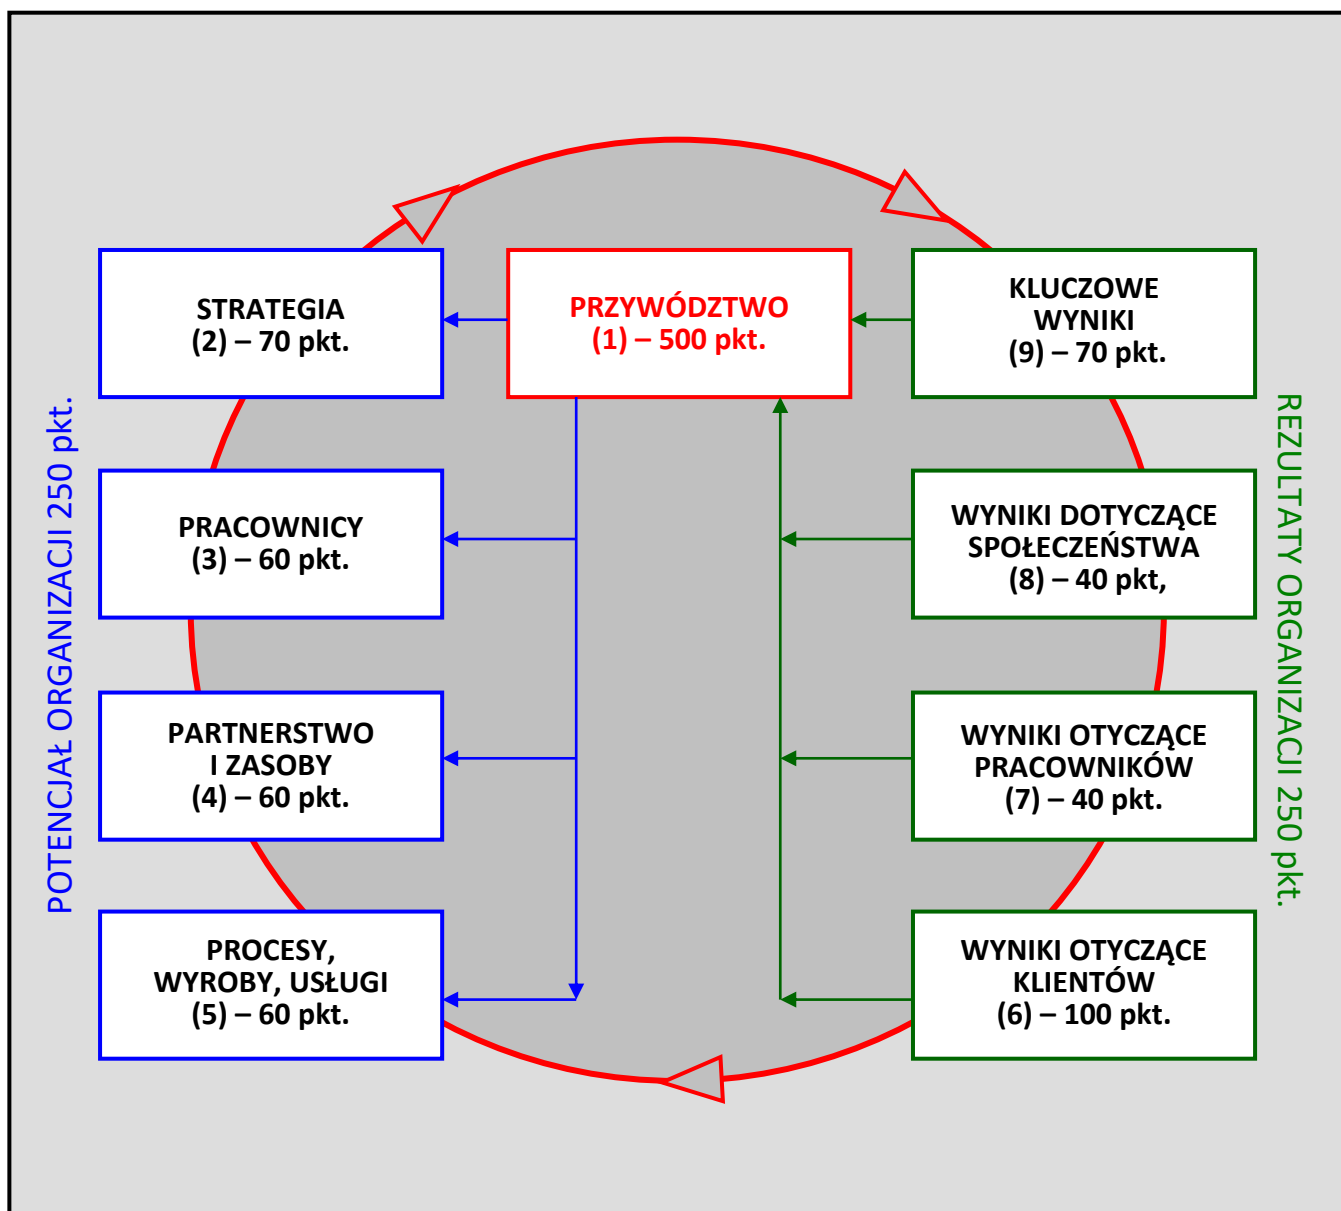 POTENCJAŁ ORGANIZACJI 250 pkt.
STRATEGIA
(2) – 70 pkt.
PRACOWNICY
(3) – 60 pkt.
PARTNERSTWO
I ZASOBY
(4) – 60 pkt.
PROCESY,
WYROBY, USŁUGI
(5) – 60 pkt.
PRZYWÓDZTWO
(1) – 500 pkt.
KLUCZOWE
WYNIKI
(9) – 70 pkt.
WYNIKI DOTYCZĄCE
SPOŁECZEŃSTWA
(8) – 40 pkt,
WYNIKI OTYCZĄCE
PRACOWNIKÓW
(7) – 40 pkt.
WYNIKI OTYCZĄCE
KLIENTÓW
(6) – 100 pkt.
REZULTATY ORGANIZACJI 250 pkt.